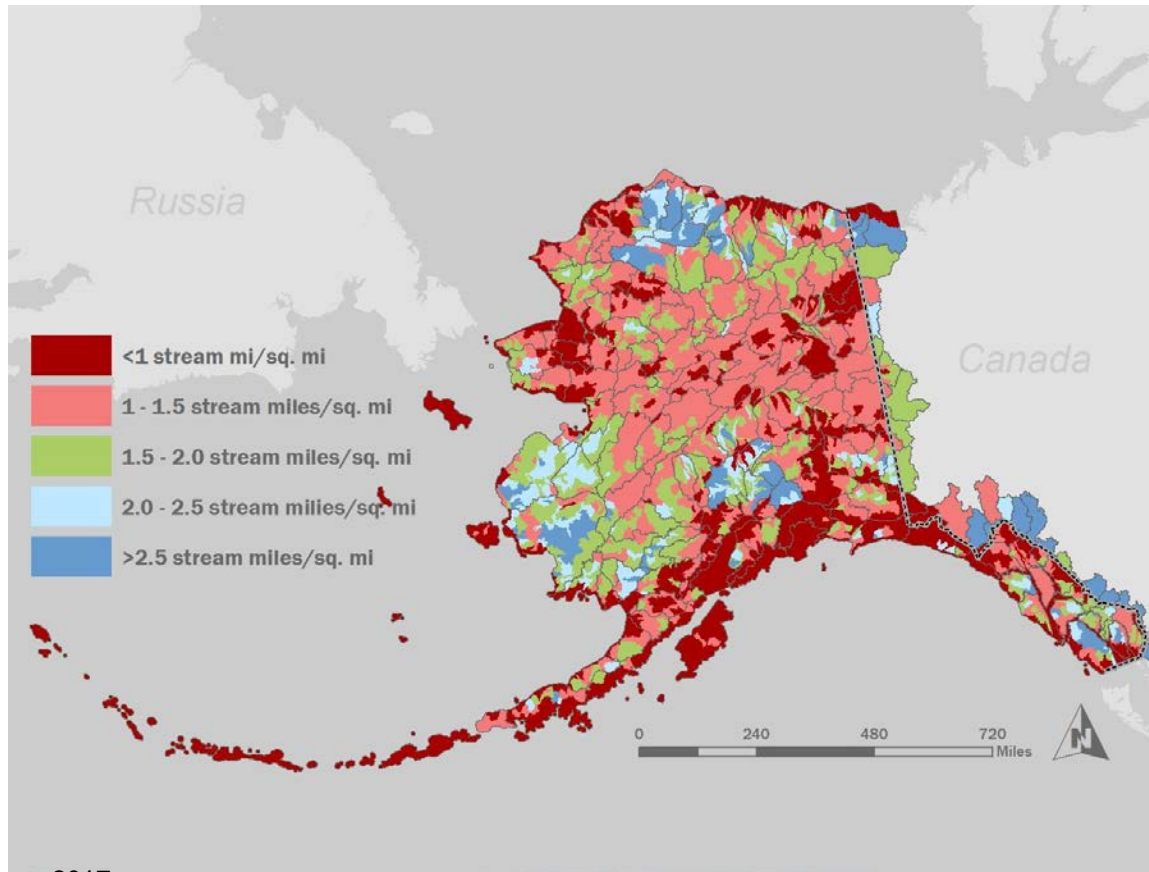 Russia
Canada
<1 stream mi/sq. mi
1 - 1.5 stream miles/sq. mi
1.5 - 2.0 stream miles/sq. mi
2.0 - 2.5 stream milies/sq. mi
>2.5 stream miles/sq. mi
0 240 480 720
Miles
N